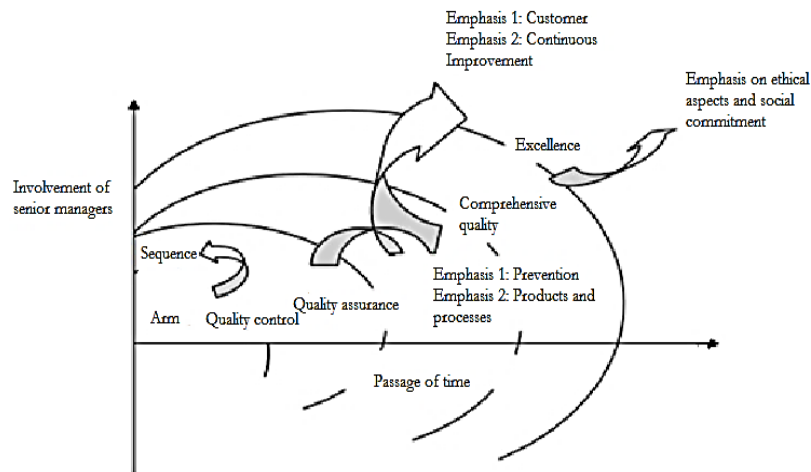 Emphasis 1: Customer
Emphasis 2: Continuous
Improvement
Emphasis on ethical
aspects and social
commitment
Excellence
Involvement of
senior managers
Comprehensive
quality
Sequence
Emphasis 1: Prevention
Emphasis 2: Products and
processes
Quality assurance
Arm
Quality control
Passage of time